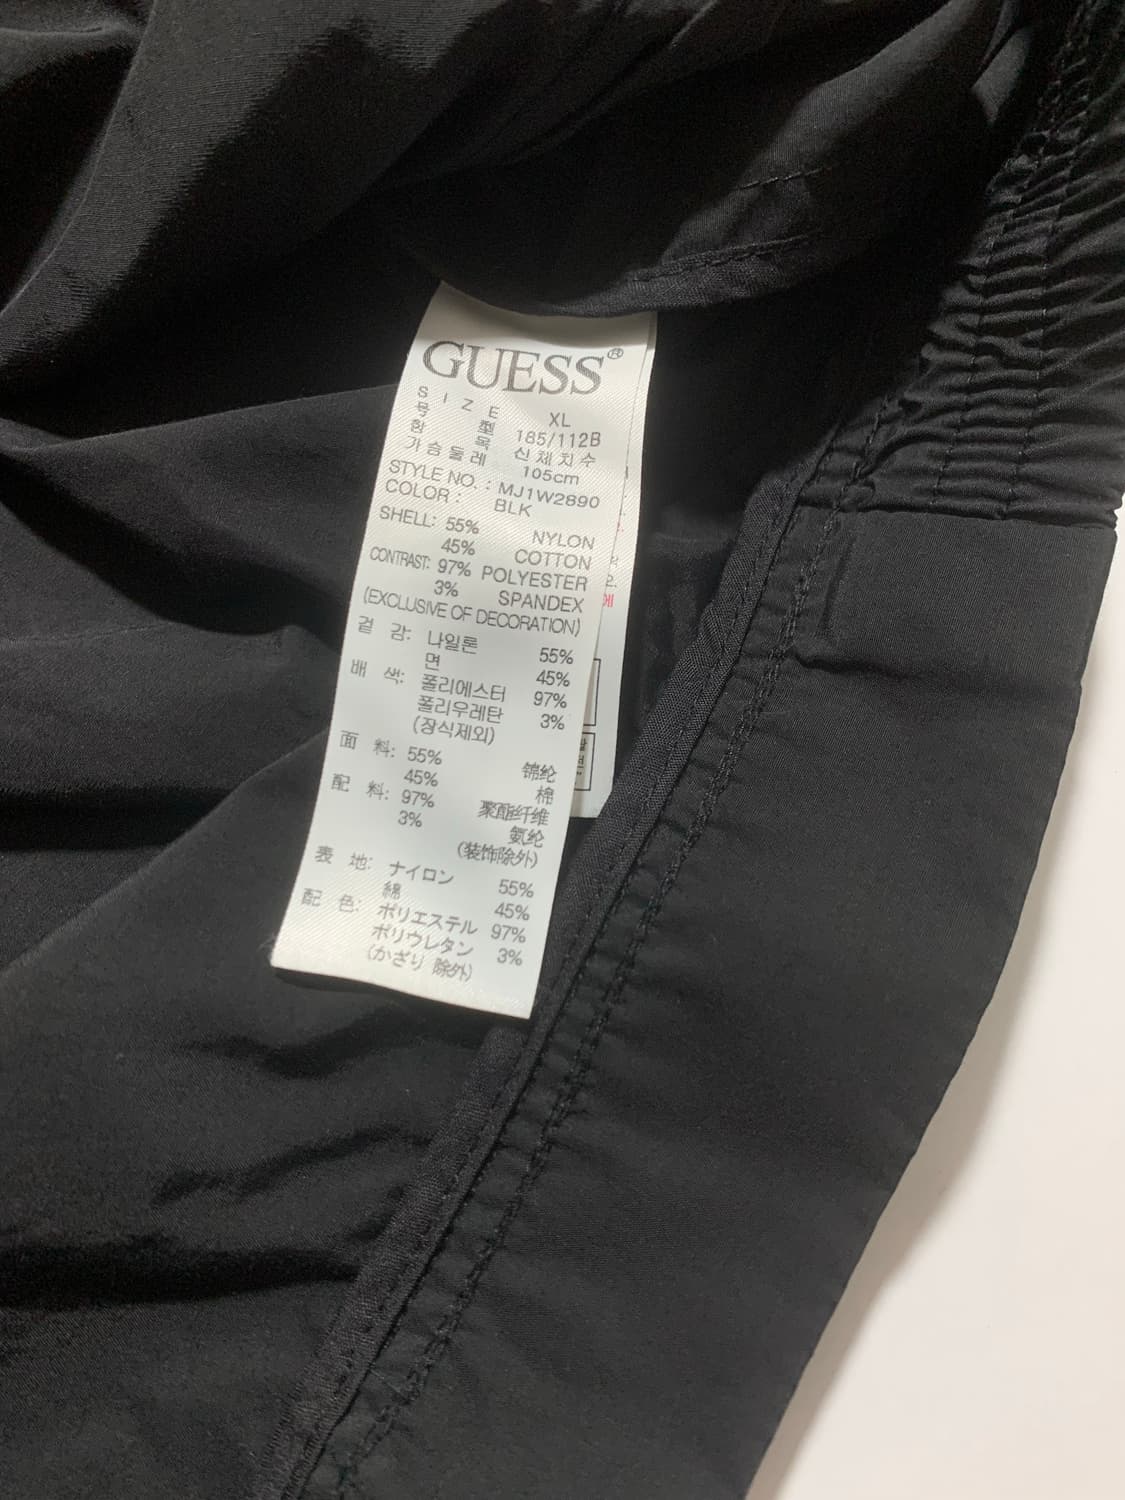 GUESS®
SIZE XL
号型 185/112B
항목 신체치수
가슴둘레 105cm
STYLE NO. : MJ1W2890
COLOR : BLK
SHELL: 55% NYLON
45% COTTON
CONTRAST: 97% POLYESTER
3% SPANDEX
(EXCLUSIVE OF DECORATION)
겉감: 나일론 55%
면 45%
배색: 폴리에스터 97%
폴리우레탄 3%
(장식제외)
面料: 55% 锦纶
45% 棉
配料: 97% 聚酯纤维
3% 氨纶
(装饰除外)
表地: ナイロン 55%
綿 45%
配色: ポリエステル 97%
ポリウレタン 3%
(かざり 除外)
2.
에